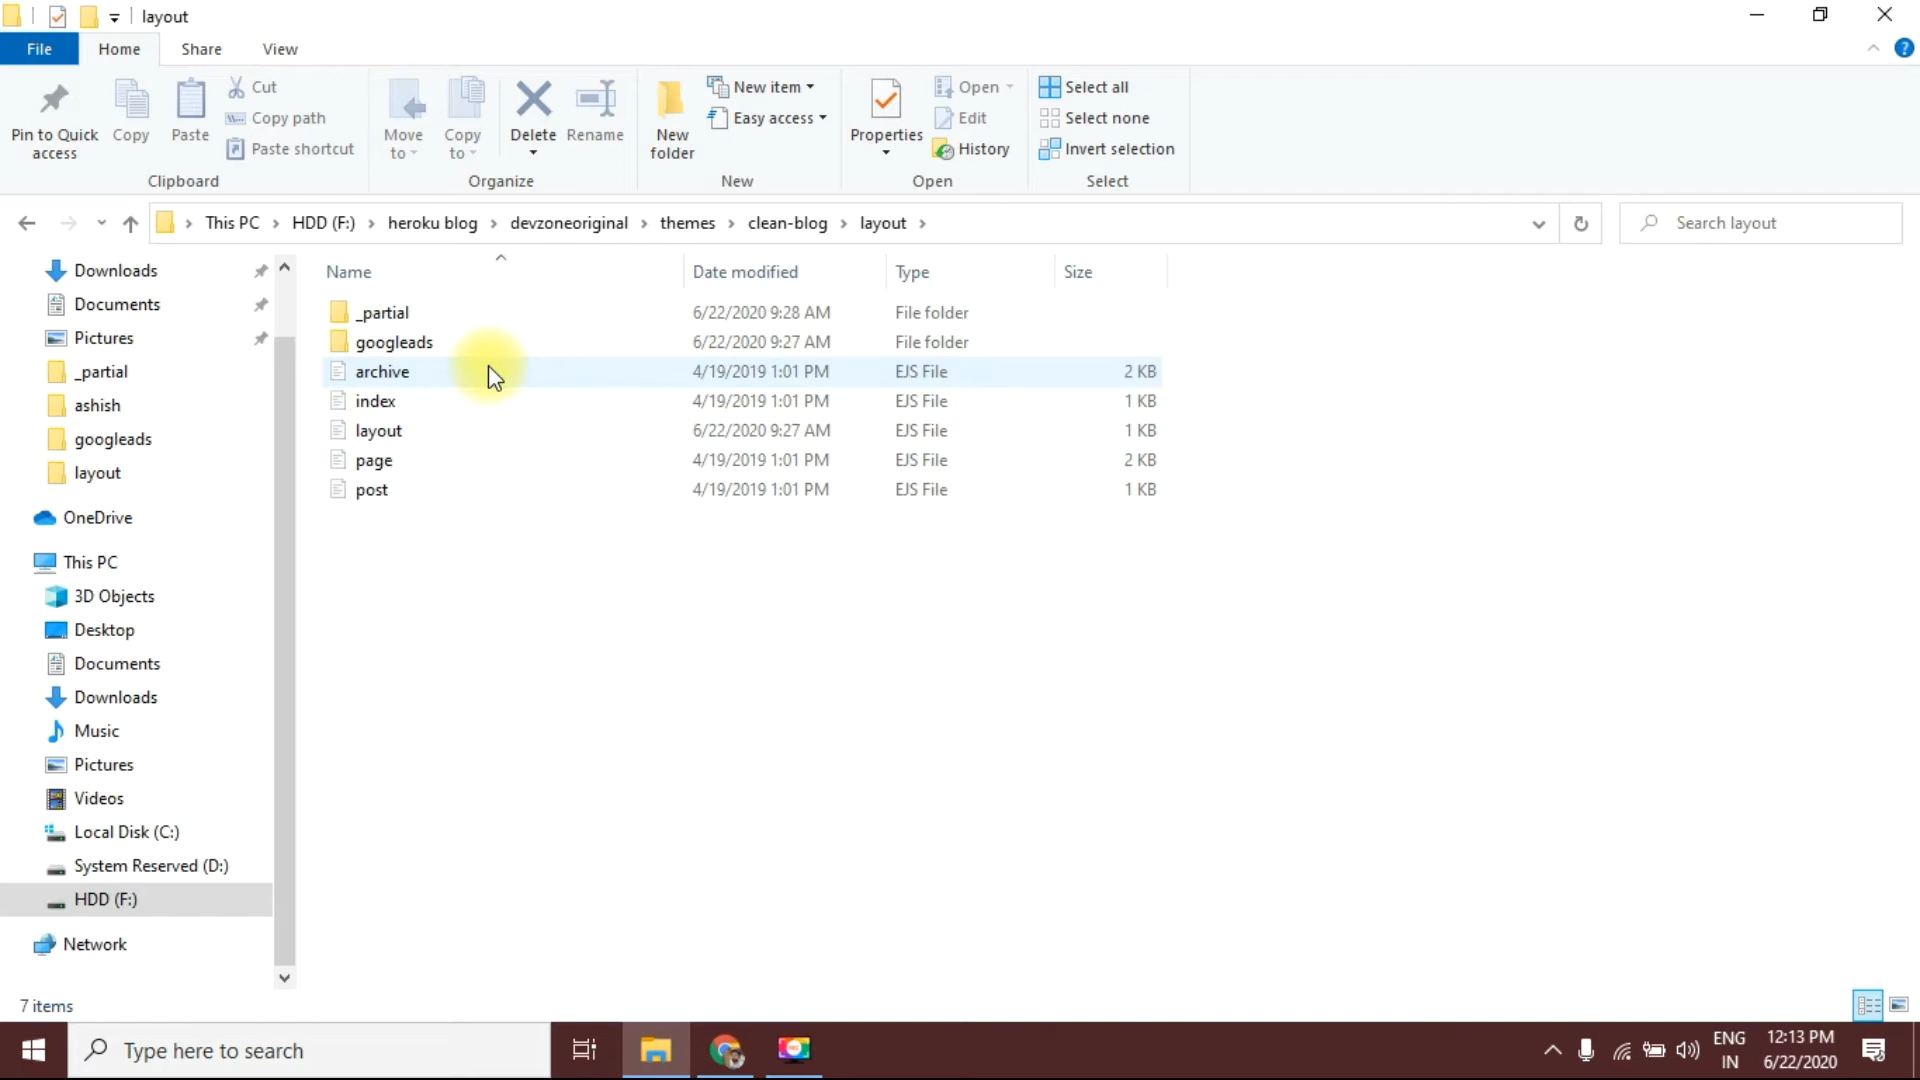 layout
File Home Share View
Pin to Quick access
Copy
Paste
Cut
Copy path
Paste shortcut
Clipboard
Move to
Copy to
Delete
Rename
Organize
New folder
New item
Easy access
New
Properties
Open
Edit
History
Open
Select all
Select none
Invert selection
Select
This PC > HDD (F:) > heroku blog > devzoneoriginal > themes > clean-blog > layout >
Search layout
Downloads
Documents
Pictures
_partial
ashish
googleads
layout
OneDrive
This PC
3D Objects
Desktop
Documents
Downloads
Music
Pictures
Videos
Local Disk (C:)
System Reserved (D:)
HDD (F:)
Network
Name Date modified Type Size
_partial 6/22/2020 9:28 AM File folder
googleads 6/22/2020 9:27 AM File folder
archive 4/19/2019 1:01 PM EJS File 2 KB
index 4/19/2019 1:01 PM EJS File 1 KB
layout 6/22/2020 9:27 AM EJS File 1 KB
page 4/19/2019 1:01 PM EJS File 2 KB
post 4/19/2019 1:01 PM EJS File 1 KB
7 items
Type here to search
ENG
IN
12:13 PM
6/22/2020